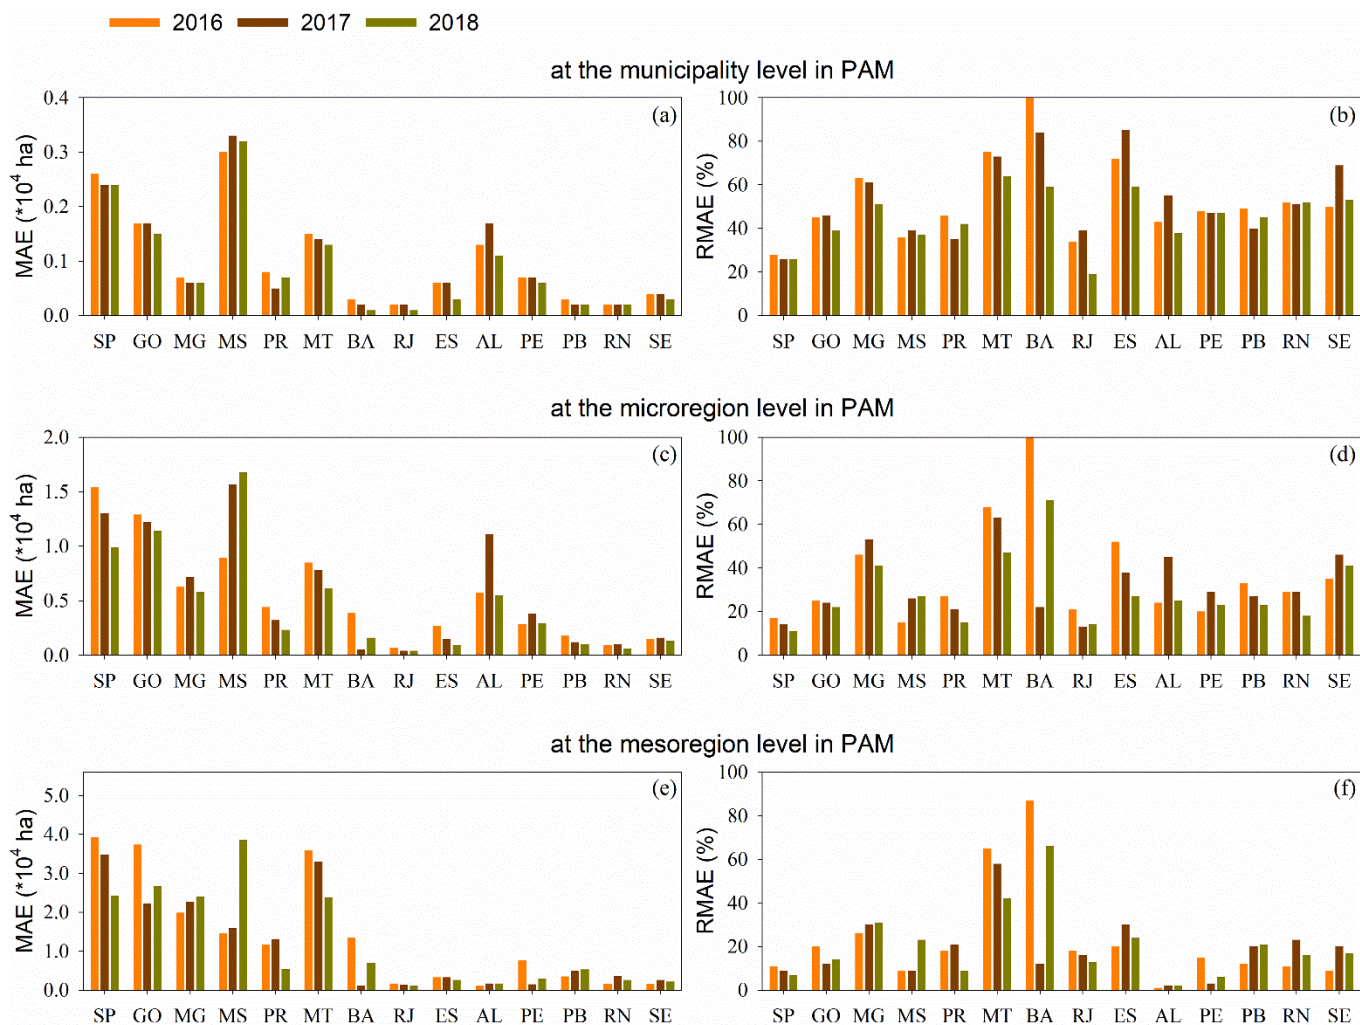 2016 2017 2018
at the municipality level in PAM
(a)
MAE (*10⁴ ha)
0.4
0.3
0.2
0.1
0.0
SP GO MG MS PR MT BA RJ ES AL PE PB RN SE
(b)
RMAE (%)
100
80
60
40
20
0
SP GO MG MS PR MT BA RJ ES AL PE PB RN SE
at the microregion level in PAM
(c)
MAE (*10⁴ ha)
2.0
1.5
1.0
0.5
0.0
SP GO MG MS PR MT BA RJ ES AL PE PB RN SE
(d)
RMAE (%)
100
80
60
40
20
0
SP GO MG MS PR MT BA RJ ES AL PE PB RN SE
at the mesoregion level in PAM
(e)
MAE (*10⁴ ha)
5.0
4.0
3.0
2.0
1.0
0.0
SP GO MG MS PR MT BA RJ ES AL PE PB RN SE
(f)
RMAE (%)
100
80
60
40
20
0
SP GO MG MS PR MT BA RJ ES AL PE PB RN SE